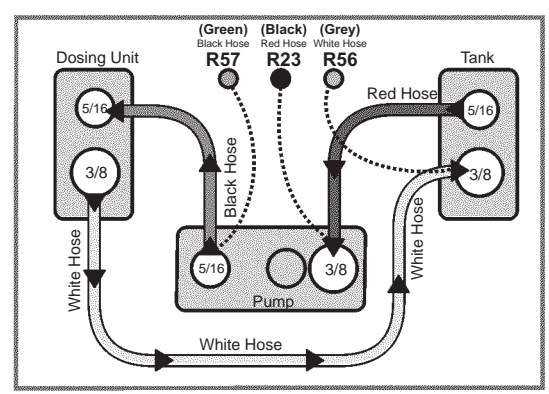 (Green) (Black) (Grey)
Black Hose Red Hose White Hose
R57 R23 R56
Dosing Unit
Tank
Red Hose
5/16
5/16
3/8
3/8
Black Hose
White Hose
White Hose
5/16
3/8
Pump
White Hose